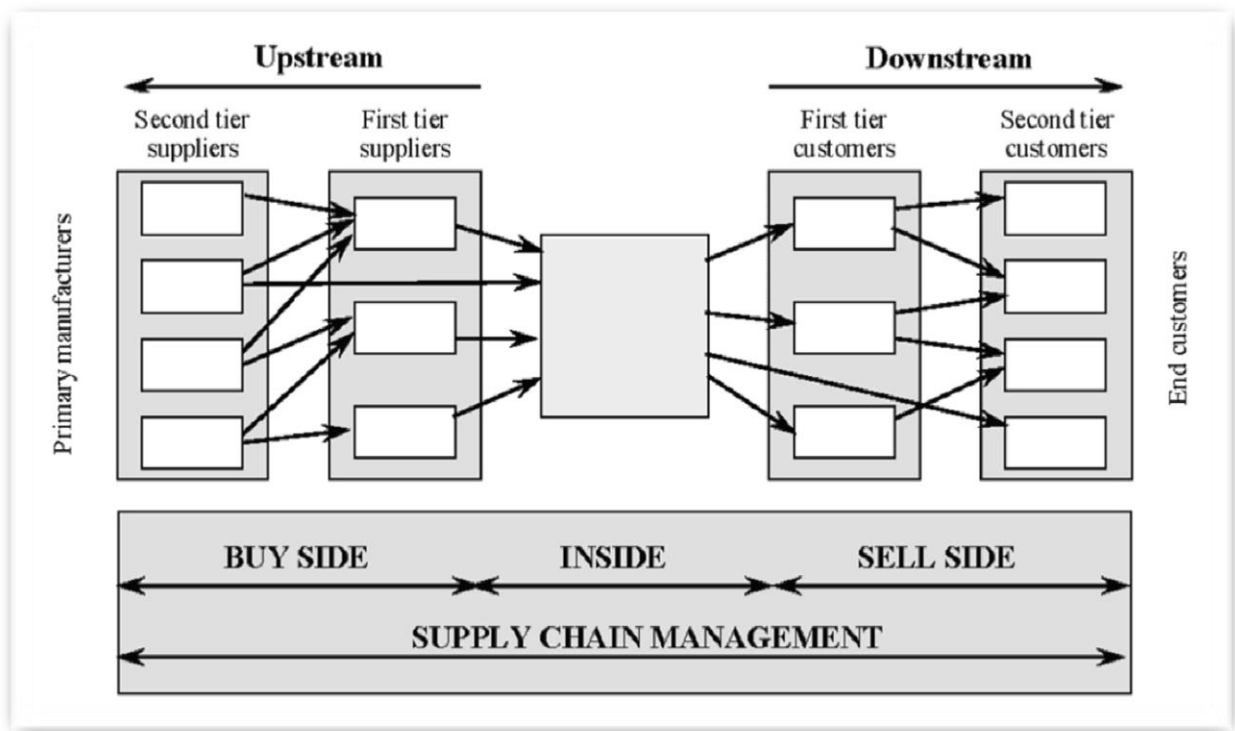 Upstream
Downstream
Second tier
suppliers
First tier
suppliers
First tier
customers
Second tier
customers
Primary manufacturers
End customers
BUY SIDE
INSIDE
SELL SIDE
SUPPLY CHAIN MANAGEMENT